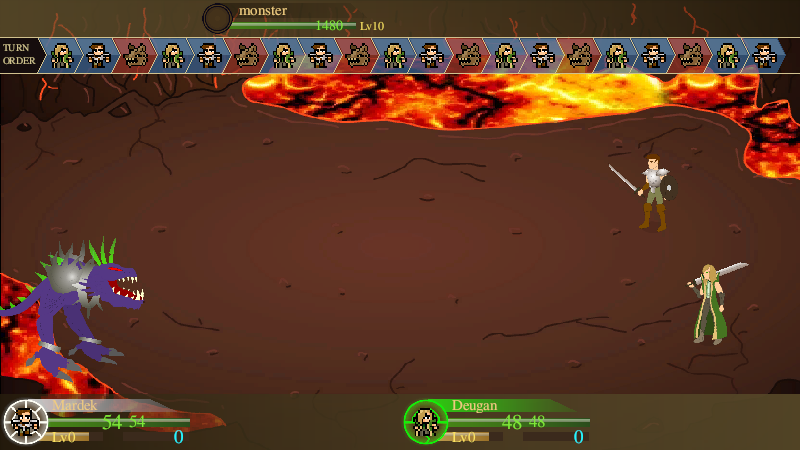 monster
1480 Lv10
TURN
ORDER
Mardek
54 54
Lv0 0
Deugan
48 48
Lv0 0